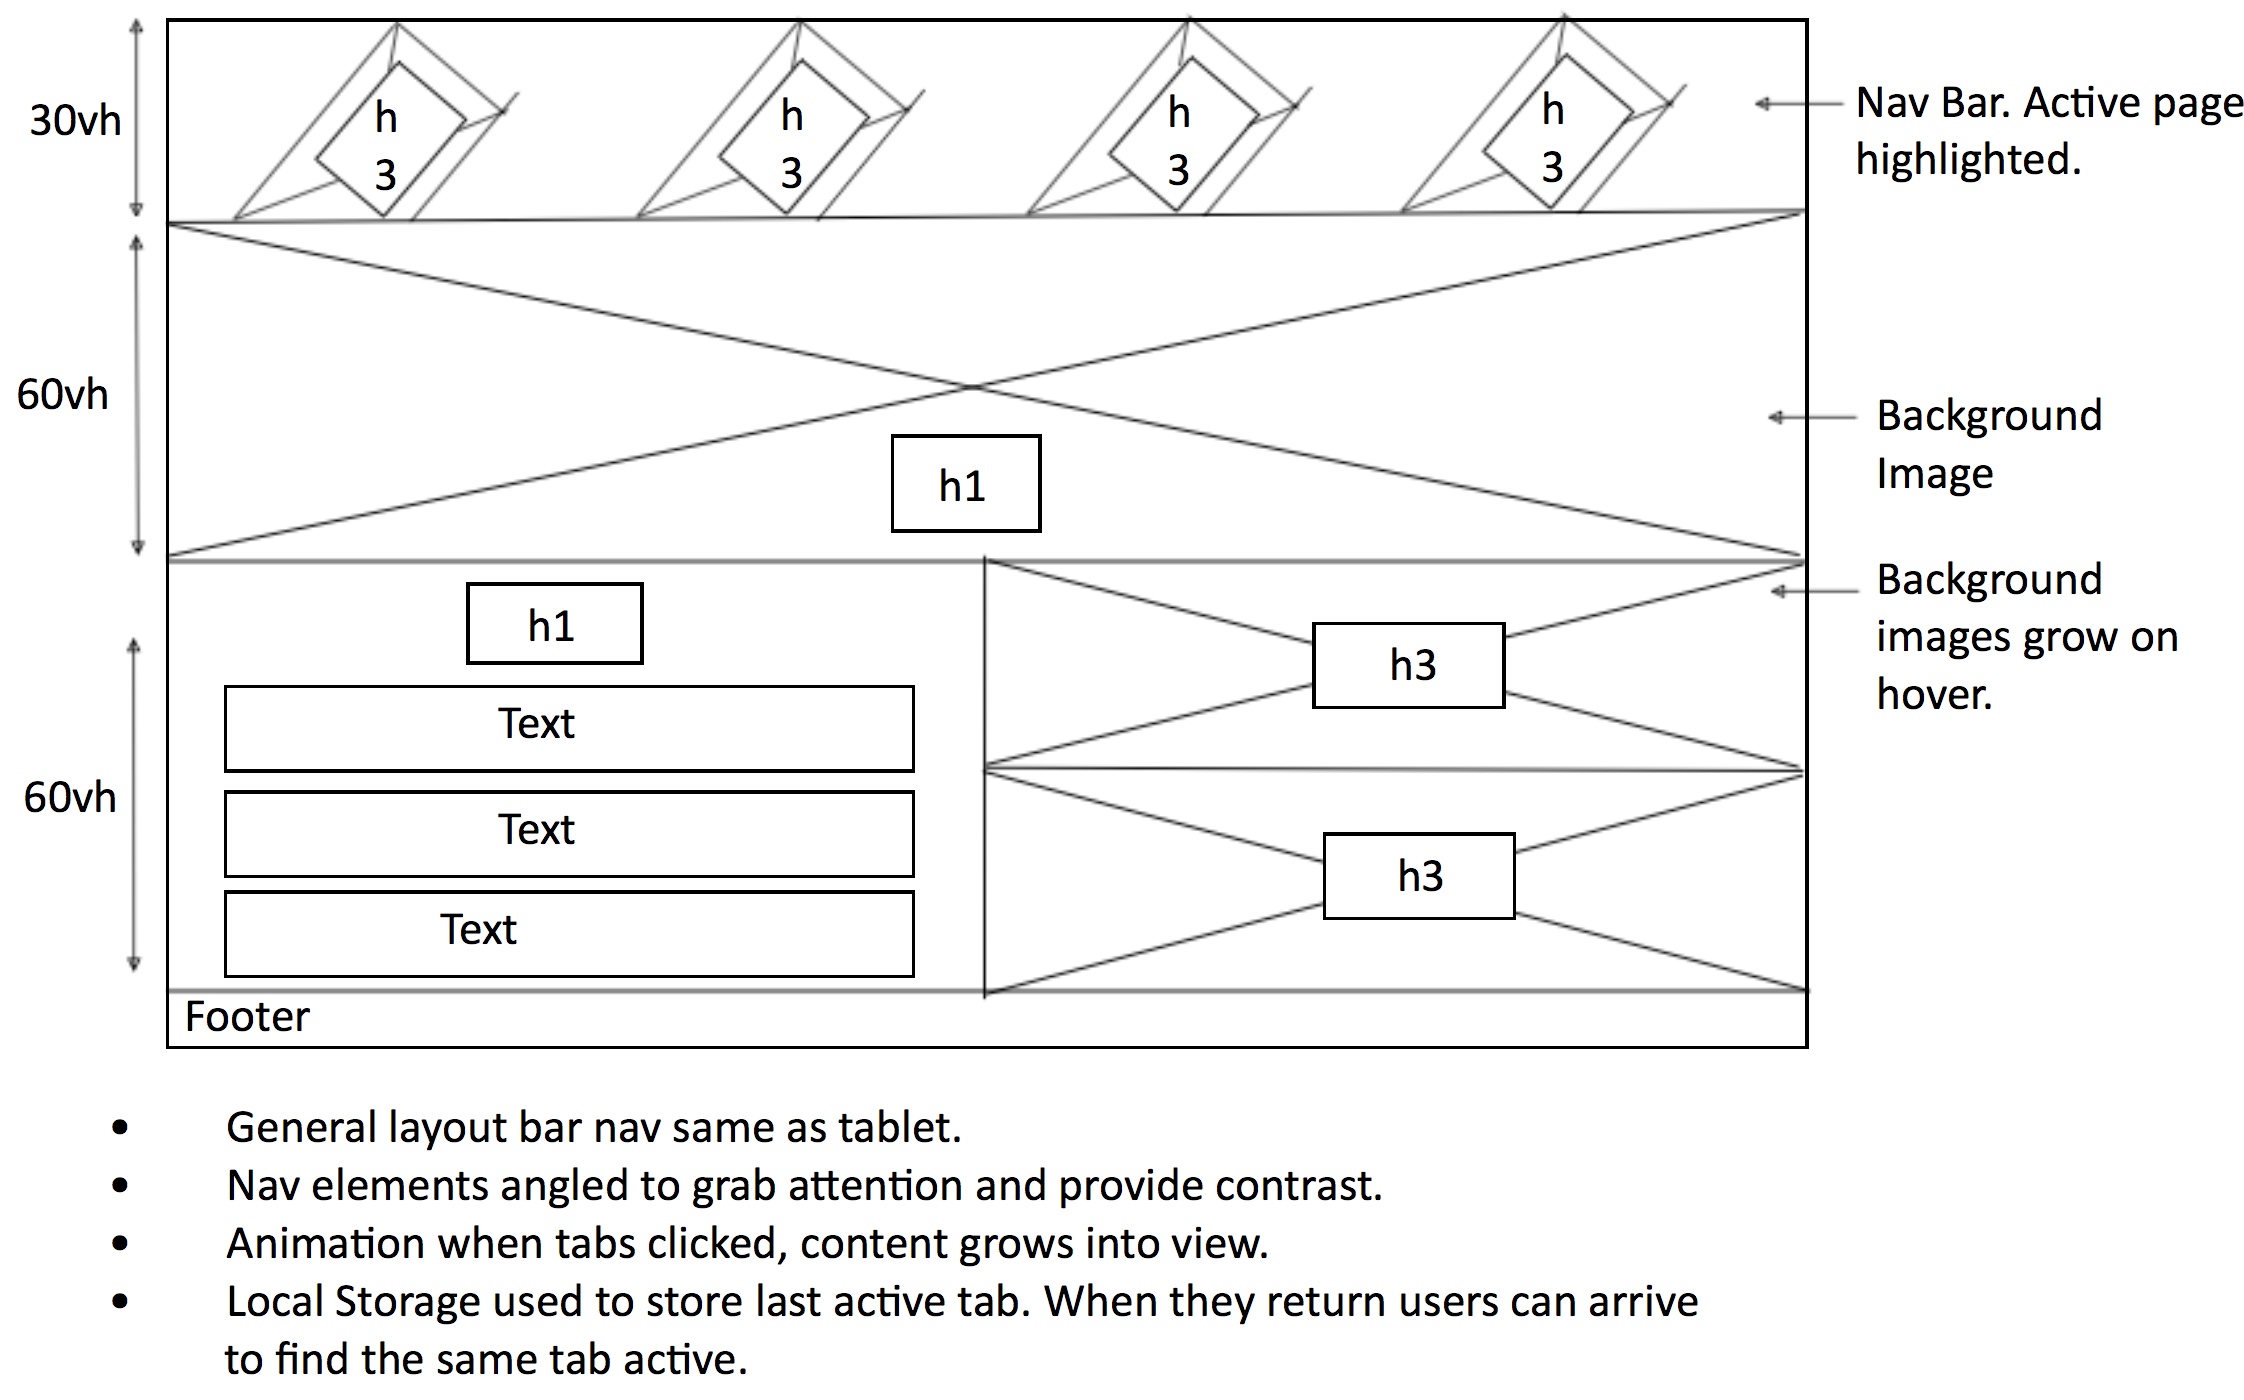 30vh
h
3
h
3
h
3
h
3
Nav Bar. Active page
highlighted.
60vh
Background
Image
h1
Background
images grow on
hover.
h1
h3
Text
60vh
Text
h3
Text
Footer
• General layout bar nav same as tablet.
• Nav elements angled to grab attention and provide contrast.
• Animation when tabs clicked, content grows into view.
• Local Storage used to store last active tab. When they return users can arrive
to find the same tab active.